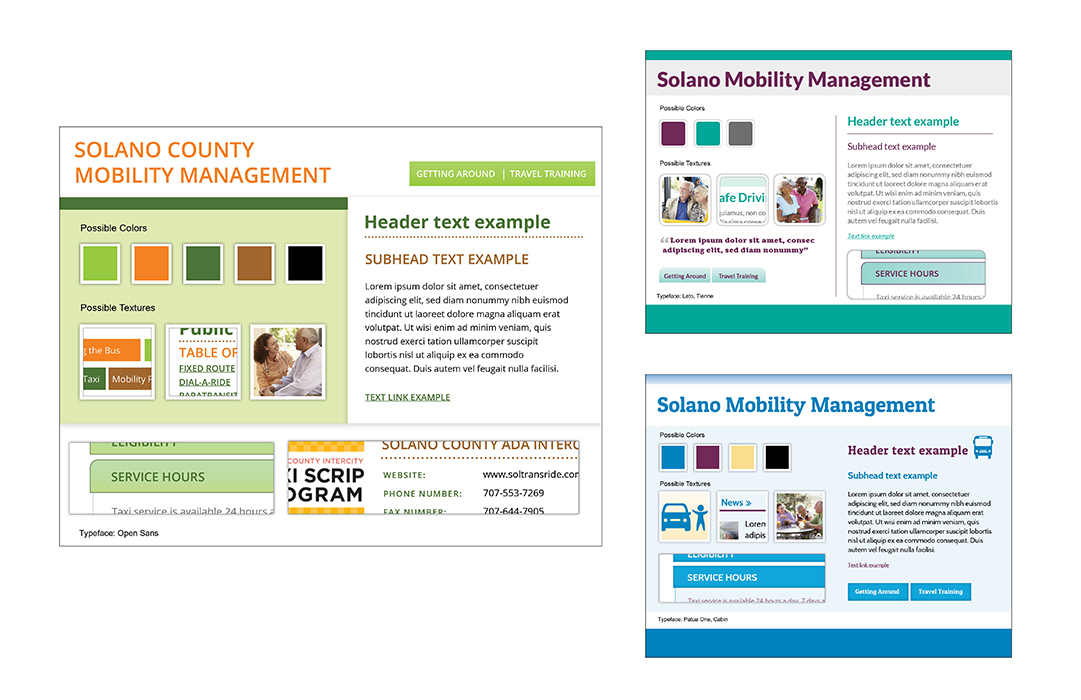 SOLANO COUNTY
MOBILITY MANAGEMENT
GETTING AROUND | TRAVEL TRAINING
Possible Colors
Possible Textures
g the Bus
Taxi
Mobility
Public
TABLE OF
FIXED ROUTE
DIAL-A-RIDE
PARATRANSIT
Header text example
SUBHEAD TEXT EXAMPLE
Lorem ipsum dolor sit amet, consectetuer
adipiscing elit, sed diam nonummy nibh euismod
tincidunt ut laoreet dolore magna aliquam erat
volutpat. Ut wisi enim ad minim veniam, quis
nostrud exerci tation ullamcorper suscipit
lobortis nisl ut aliquip ex ea commodo
consequat. Duis autem vel feugait nulla facilisi.
TEXT LINK EXAMPLE
ELIGIBILITY
SERVICE HOURS
Taxi service is available 24 hours a
COUNTY INTERCITY
XI SCRIP
OGRAM
SOLANO COUNTY ADA INTERC
WEBSITE: www.soltransride.com
PHONE NUMBER: 707-553-7269
FAX NUMBER: 707-644-7905
Typeface: Open Sans
Solano Mobility Management
Possible Colors
Possible Textures
afe Drivi
quiamus, non co
Lorem ipsum dolor sit amet, consec
adipiscing elit, sed diam nonummy”
Getting Around
Travel Training
Typeface: Lato, Tienne
Header text example
Subhead text example
Lorem ipsum dolor sit amet, consectetuer
adipiscing elit, sed diam nonummy nibh euismod
tincidunt ut laoreet dolore magna aliquam erat
volutpat. Ut wisi enim ad minim veniam, quis
nostrud exerci tation ullamcorper suscipit
lobortis nisl ut aliquip ex ea commodo
consequat. Duis autem vel feugait nulla facilisi.
Text link example
ELIGIBILITY
SERVICE HOURS
Taxi service is available 24 hours
Solano Mobility Management
Possible Colors
Possible Textures
News »
Loren
adipis
ELIGIBILITY
SERVICE HOURS
Taxi service is available 24 hours a day, 7 days a
Typeface: Patua One, Cabin
Header text example
Subhead text example
Lorem ipsum dolor sit amet, consectetuer
adipiscing elit, sed diam nonummy nibh euismod
tincidunt ut laoreet dolore magna aliquam erat
volutpat. Ut wisi enim ad minim veniam, quis
nostrud exerci tation ullamcorper suscipit lobortis
nisl ut aliquip ex ea commodo consequat. Duis
autem vel feugait nulla facilisi.
Text link example
Getting Around
Travel Training